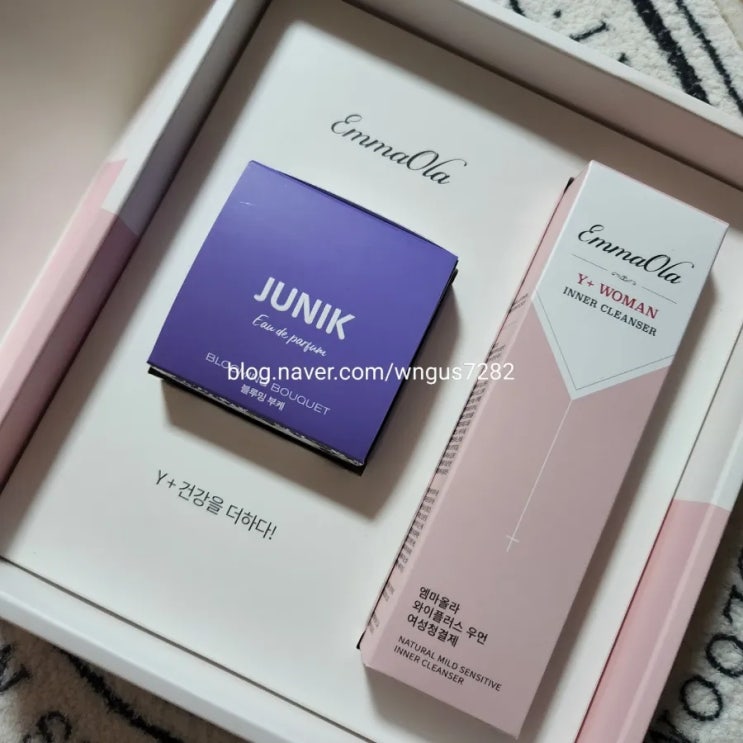 EmmaOla
JUNIK
Eau de parfum
BOUQUET
블루밍 부케
blog.naver.com/wngus7282
Y+ 건강을 더하다!
EmmaOla
Y+ WOMAN
INNER CLEANSER
엠마올라
와이플러스 우먼
여성청결제
NATURAL MILD SENSITIVE
INNER CLEANSER